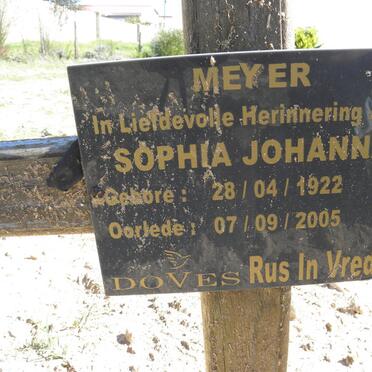 MEYER
In Liefdevolle Herinnering
SOPHIA JOHANN
Gebore : 28 / 04 / 1922
Oorlede : 07 / 09 / 2005
DOVES Rus In Vred